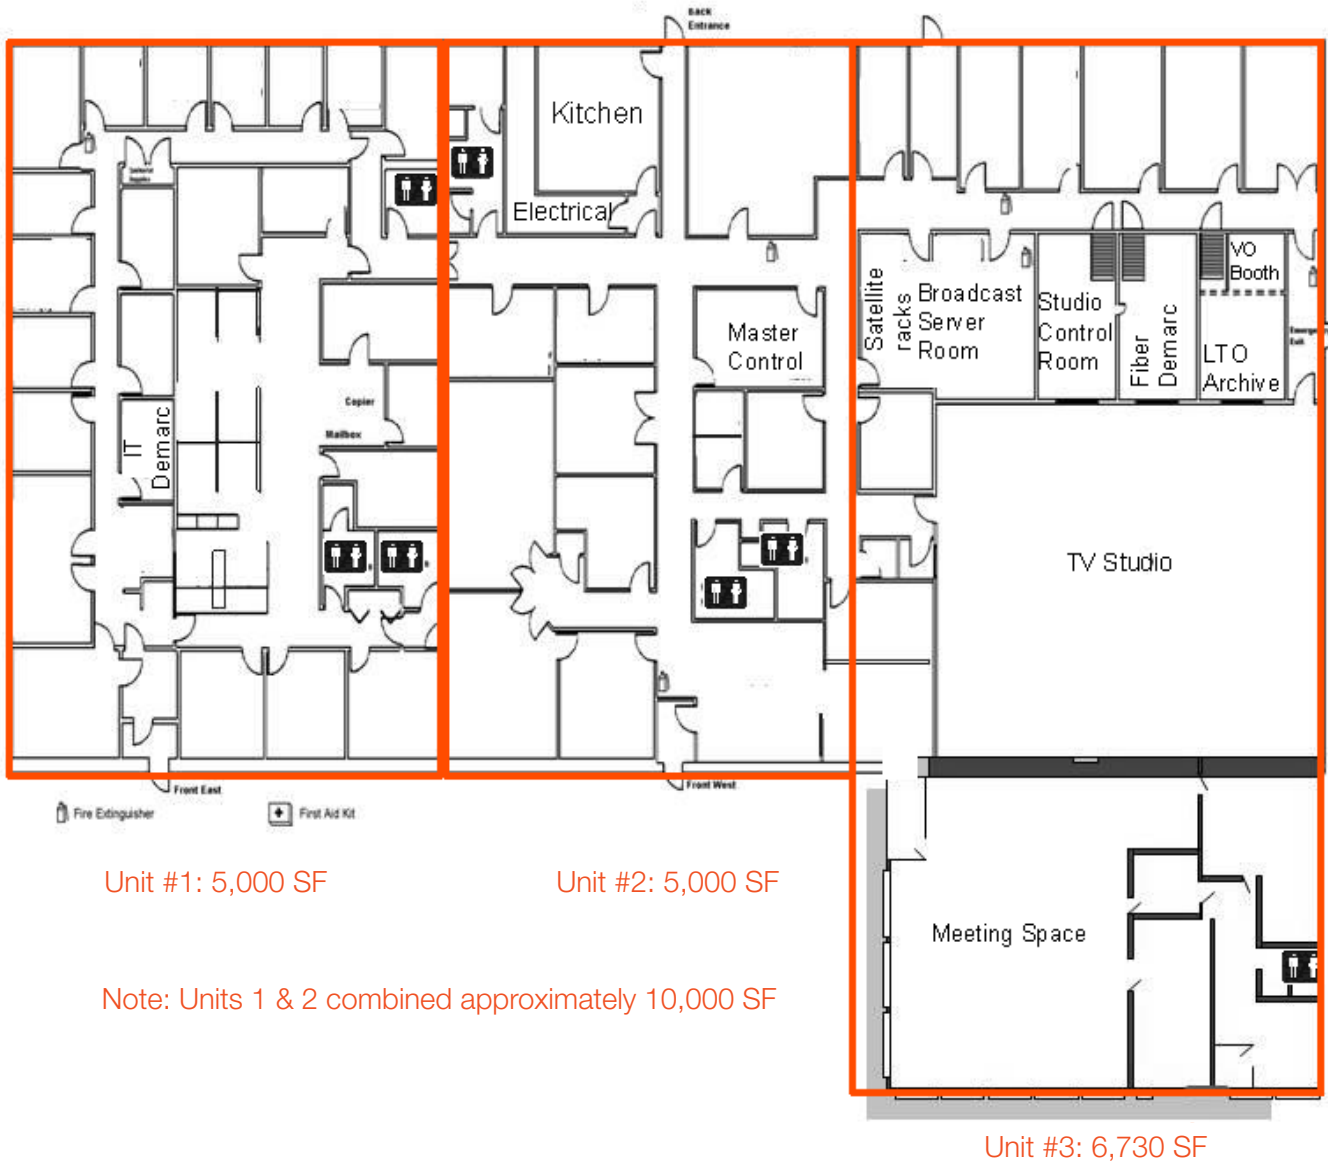 Back
Entrance
Kitchen
Electrical
Satellite
racks
Broadcast
Server
Room
Studio
Control
Room
Fiber
Demarc
VO
Booth
LTO
Archive
Emergency
Exit
Master
Control
Copier
Mailbox
IT
Demarc
TV Studio
Front East
Front West
Fire Extinguisher
First Aid Kit
Unit #1: 5,000 SF
Unit #2: 5,000 SF
Meeting Space
Note: Units 1 & 2 combined approximately 10,000 SF
Unit #3: 6,730 SF